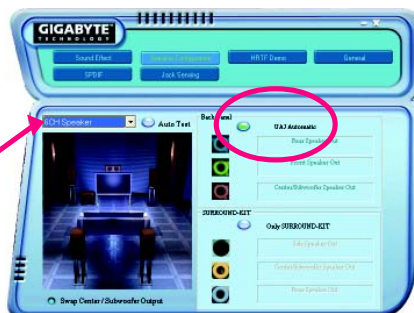 GIGABYTE
TECHNOLOGY
Sound Effect
Speaker Configuration
HRTF Demo
General
SPDIF
Jack Sensing
6CH Speaker
Auto Test
Back Panel
UAJ Automatic
Rear Speaker Out
Front Speaker Out
Center/Subwoofer Speaker Out
SURROUND-KIT
Only SURROUND-KIT
Side Speaker Out
Center/Subwoofer Speaker Out
Rear Speaker Out
Swap Center / Subwoofer Output